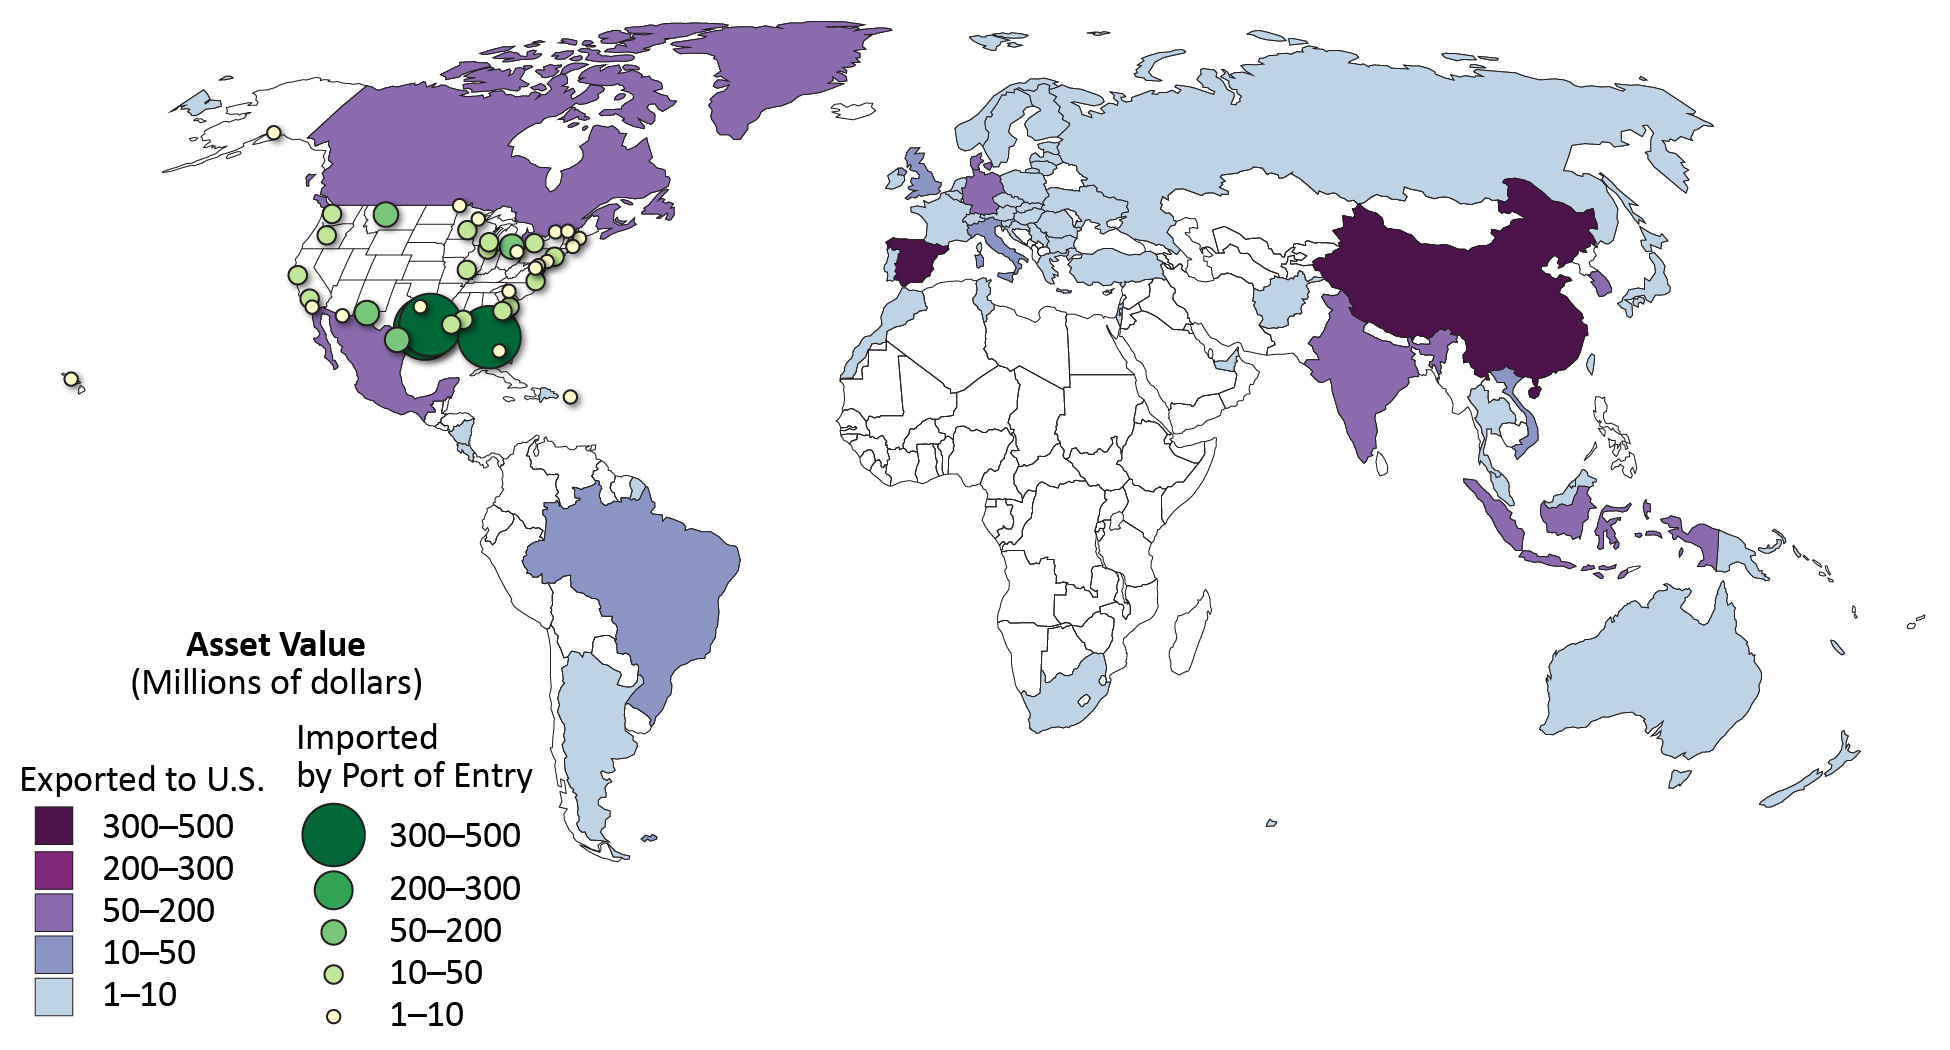 Asset Value
(Millions of dollars)
Exported to U.S.
300–500
200–300
50–200
10–50
1–10
Imported
by Port of Entry
300–500
200–300
50–200
10–50
1–10